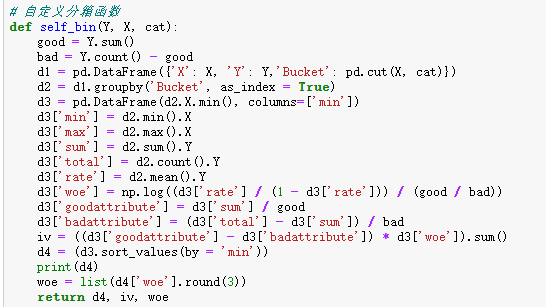 # 自定义分箱函数
def self_bin(Y, X, cat):
    good = Y.sum()
    bad = Y.count() - good
    d1 = pd.DataFrame({'X': X, 'Y': Y,'Bucket': pd.cut(X, cat)})
    d2 = d1.groupby('Bucket', as_index = True)
    d3 = pd.DataFrame(d2.X.min(), columns=['min'])
    d3['min'] = d2.min().X
    d3['max'] = d2.max().X
    d3['sum'] = d2.sum().Y
    d3['total'] = d2.count().Y
    d3['rate'] = d2.mean().Y
    d3['woe'] = np.log((d3['rate'] / (1 - d3['rate'])) / (good / bad))
    d3['goodattribute'] = d3['sum'] / good
    d3['badattribute'] = (d3['total'] - d3['sum']) / bad
    iv = ((d3['goodattribute'] - d3['badattribute']) * d3['woe']).sum()
    d4 = (d3.sort_values(by = 'min'))
    print(d4)
    woe = list(d4['woe'].round(3))
    return d4, iv, woe